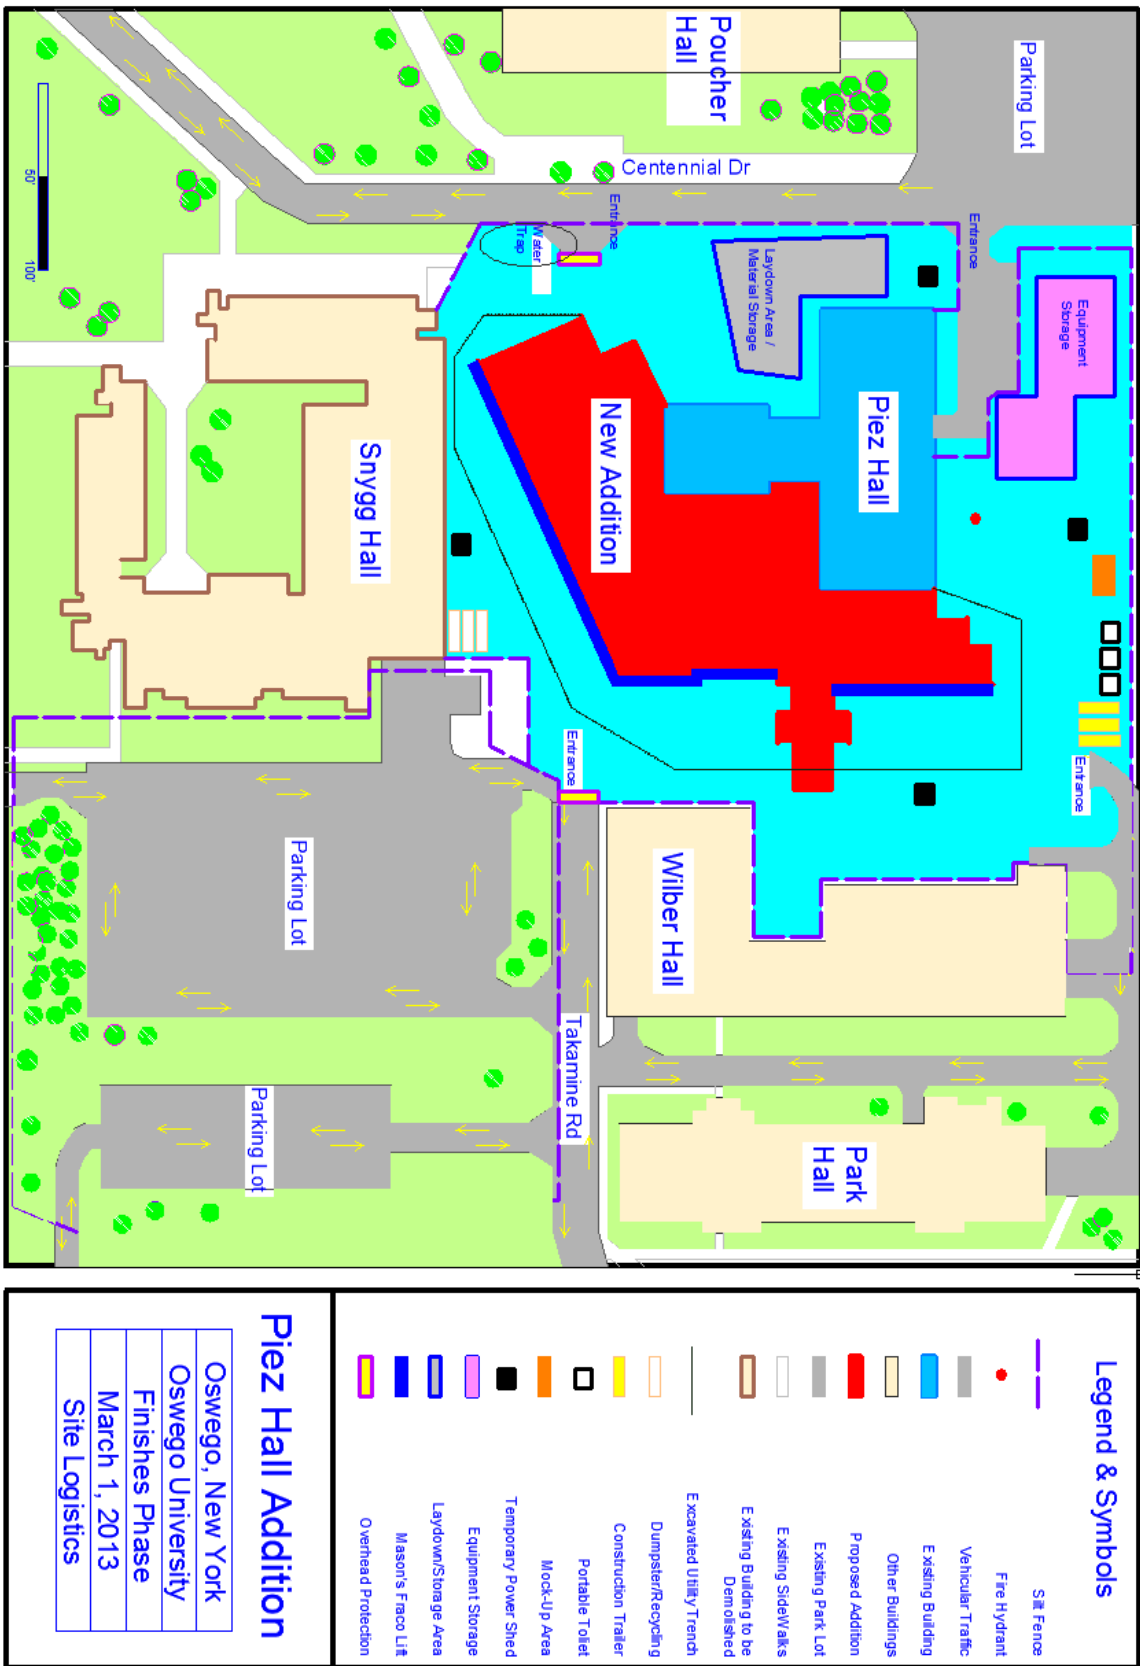 Poucher
Hall
Parking Lot
Centennial Dr
50'
100'
Entrance
Water
Trap
Entrance
Laydown Area /
Material Storage
Equipment
Storage
Piez Hall
New Addition
Snygg Hall
Entrance
Entrance
Wilber Hall
Parking Lot
Takamine Rd
Parking Lot
Park
Hall
Legend & Symbols
Silt Fence
Fire Hydrant
Vehicular Traffic
Existing Building
Other Buildings
Proposed Addition
Existing Park Lot
Existing SideWalks
Existing Building to be
Demolished
Excavated Utility Trench
Dumpster/Recycling
Construction Trailer
Portable Toliet
Mock-Up Area
Temporary Power Shed
Equipment Storage
Laydown/Storage Area
Mason's Fraco Lift
Overhead Protection
Piez Hall Addition
Oswego, New York
Oswego University
Finishes Phase
March 1, 2013
Site Logistics